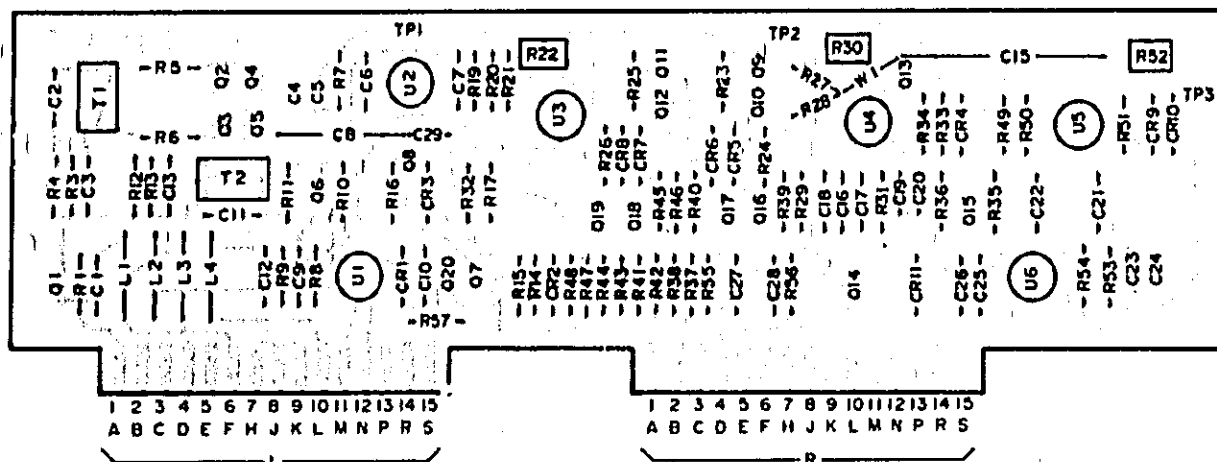 TP1 TP2 TP3
R22 R30 C15 R52
C2 T1 R5 Q2 Q4 C4 C5 R7 C6 U2 C7 R19 R20 R21 U3 R25 Q11 Q12 R23 Q9 Q10 R27 R28 W1 Q13 U4 R34 R33 CR4 R49 R50 U5 R51 CR9 CR10
R6 Q3 Q5 C8 C29
R4 R3 C3 R12 R13 C13 T2 C11 R11 Q6 R10 R16 Q8 CR3 R32 R17 Q19 R26 CR8 CR7 Q18 R45 R46 R40 CR6 CR5 Q17 R24 Q16 R39 R29 C18 C16 C17 R31 C19 C20 R36 Q15 R35 C22 C21
Q1 R1 C1 L1 L2 L3 L4 C12 R9 C9 R8 U1 CR1 C10 Q20 Q7 R15 R14 CR2 R48 R47 R44 R43 R41 R42 R38 R37 R55 C27 C28 R56 Q14 CR11 C26 C25 U6 R54 R53 C23 C24
R57
1 2 3 4 5 6 7 8 9 10 11 12 13 14 15 1 2 3 4 5 6 7 8 9 10 11 12 13 14 15
A B C D E F H J K L M N P R S A B C D E F H J K L M N P R S
L R